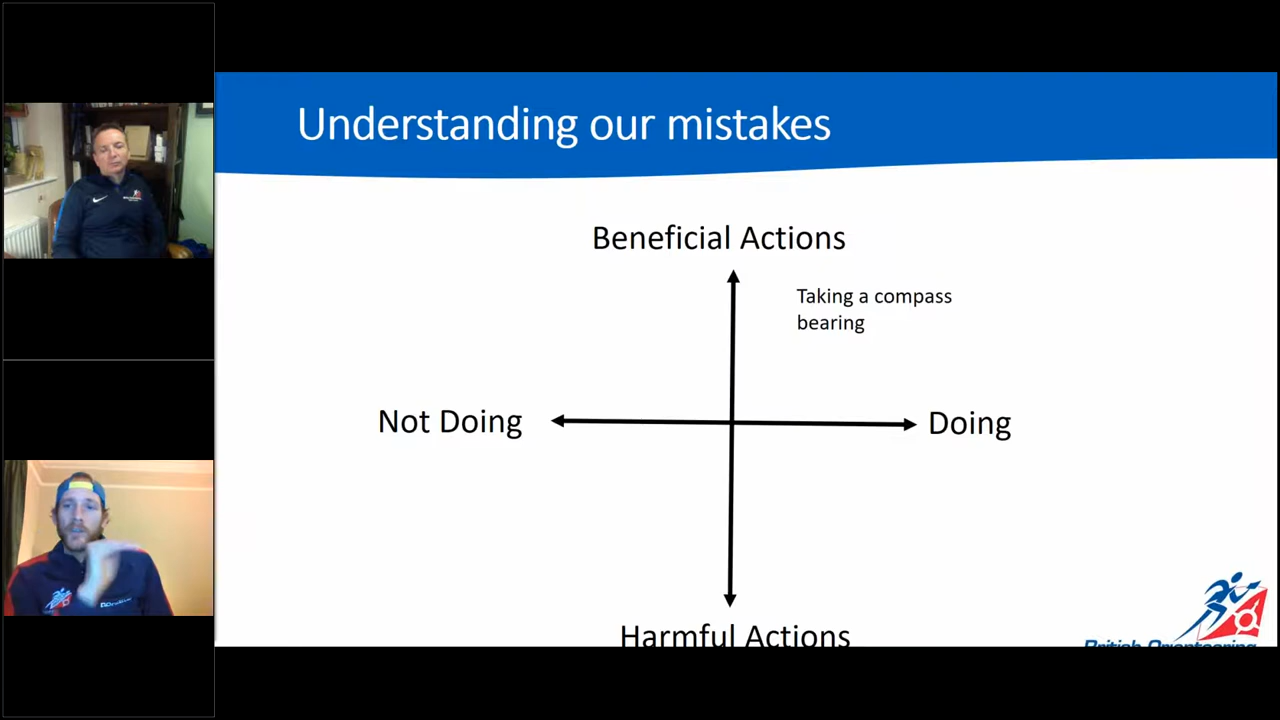 Understanding our mistakes
Beneficial Actions
Taking a compass
bearing
Not Doing
Doing
Harmful Actions
British Orienteering